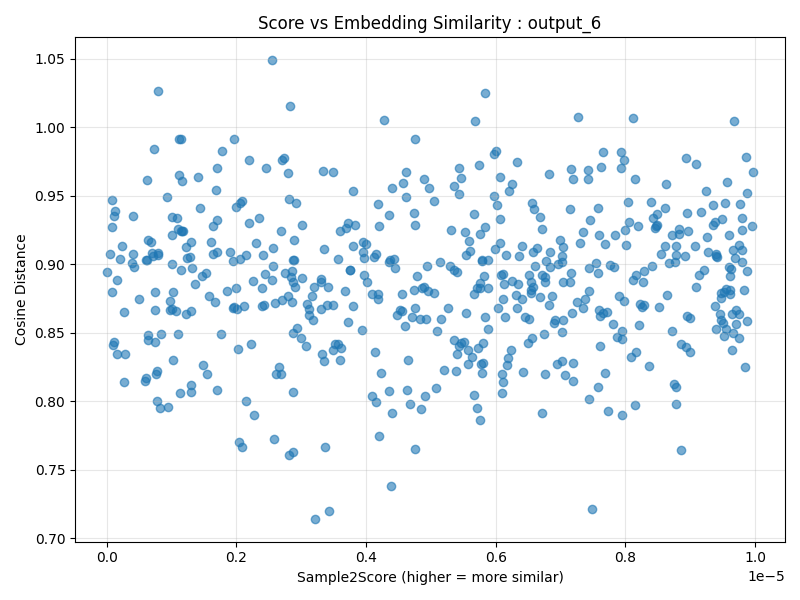 Score vs Embedding Similarity : output_6
Cosine Distance
1.05
1.00
0.95
0.90
0.85
0.80
0.75
0.70
0.0 0.2 0.4 0.6 0.8 1.0
1e−5
Sample2Score (higher = more similar)